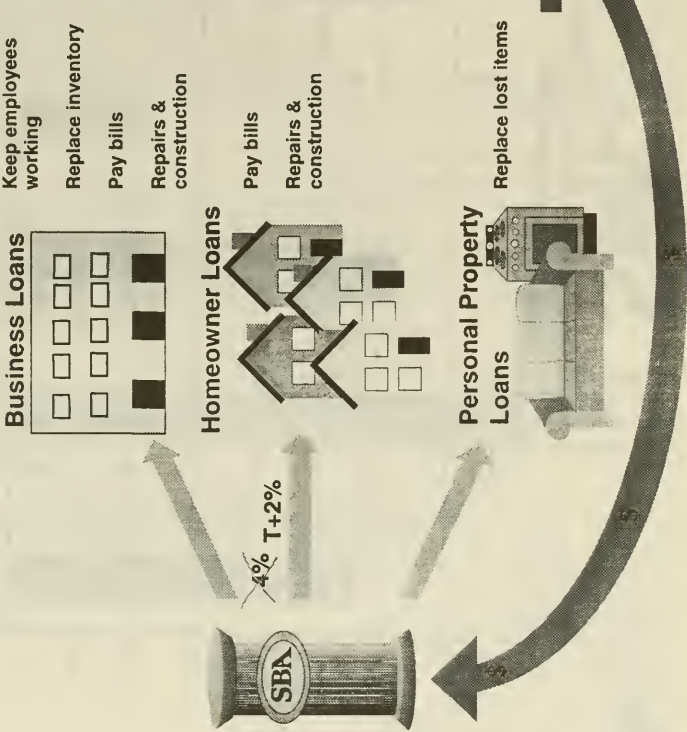 Business Loans
Keep employees
working
Replace inventory
Pay bills
Repairs &
construction
SBA
4% T+2%
Homeowner Loans
Pay bills
Repairs &
construction
Personal Property
Loans
Replace lost items
$
$
$